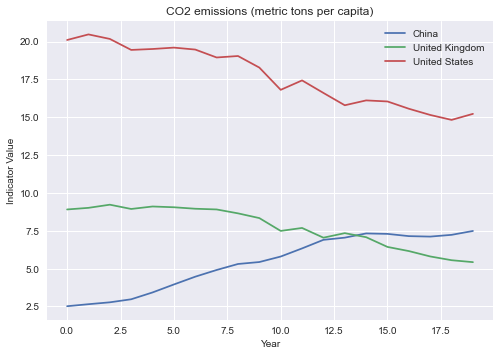 CO2 emissions (metric tons per capita)
China
United Kingdom
United States
Indicator Value
20.0
17.5
15.0
12.5
10.0
7.5
5.0
2.5
0.0 2.5 5.0 7.5 10.0 12.5 15.0 17.5
Year